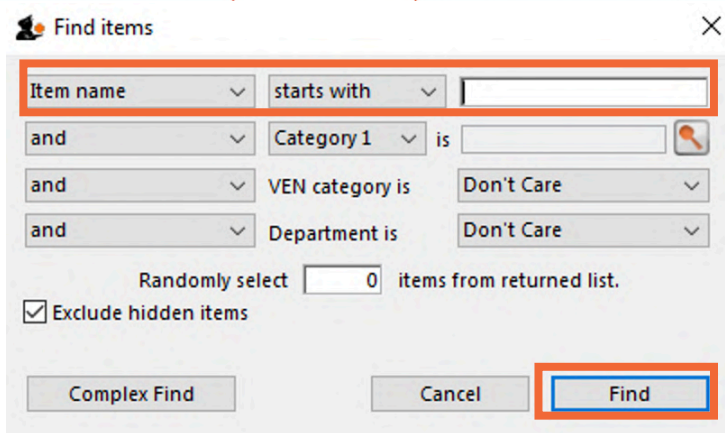 Find items
Item name starts with
and Category 1 is
and VEN category is Don't Care
and Department is Don't Care
Randomly select 0 items from returned list.
Exclude hidden items
Complex Find Cancel Find